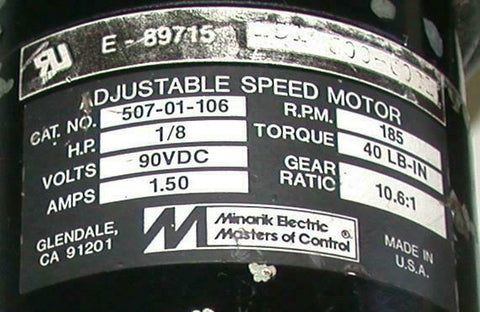 E-89715
ADJUSTABLE SPEED MOTOR
CAT. NO. 507-01-106
H.P. 1/8
VOLTS 90VDC
AMPS 1.50
R.P.M. 185
TORQUE 40 LB-IN
GEAR RATIO 10.6:1
GLENDALE,
CA 91201
Minarik Electric ®
Masters of Control
MADE IN
U.S.A.